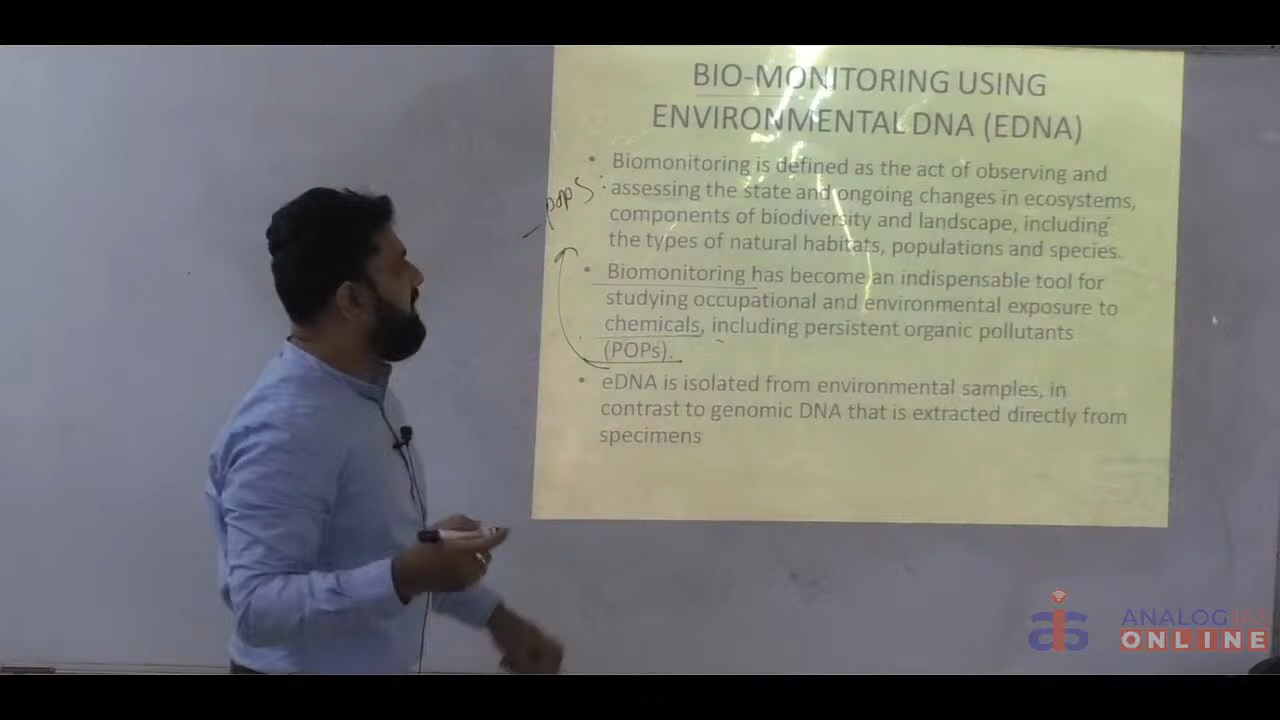 BIO-MONITORING USING
ENVIRONMENTAL DNA (EDNA)
• Biomonitoring is defined as the act of observing and
assessing the state and ongoing changes in ecosystems,
components of biodiversity and landscape, including
the types of natural habitats, populations and species.
• Biomonitoring has become an indispensable tool for
studying occupational and environmental exposure to
chemicals, including persistent organic pollutants
(POPs).
• eDNA is isolated from environmental samples, in
contrast to genomic DNA that is extracted directly from
specimens
POPS
ANALOG IAS
ONLINE